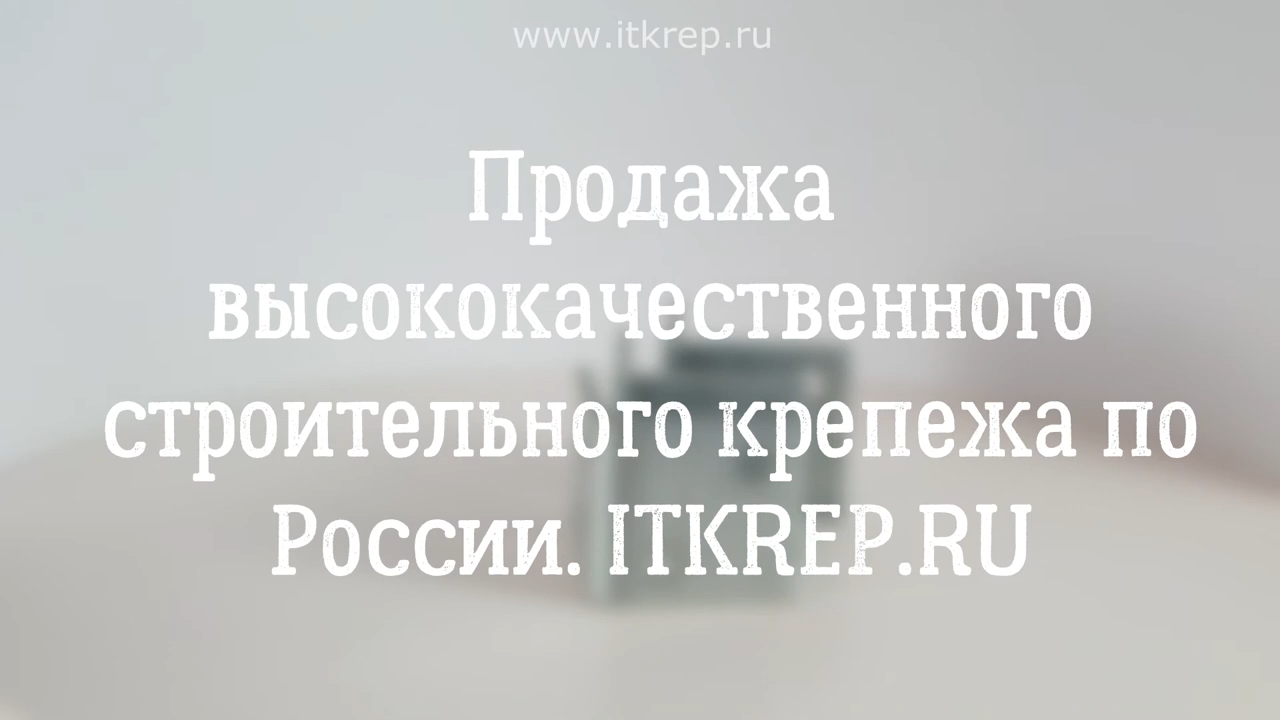 www.itkrep.ru
Продажа
высококачественного
строительного крепежа по
России. ITKREP.RU